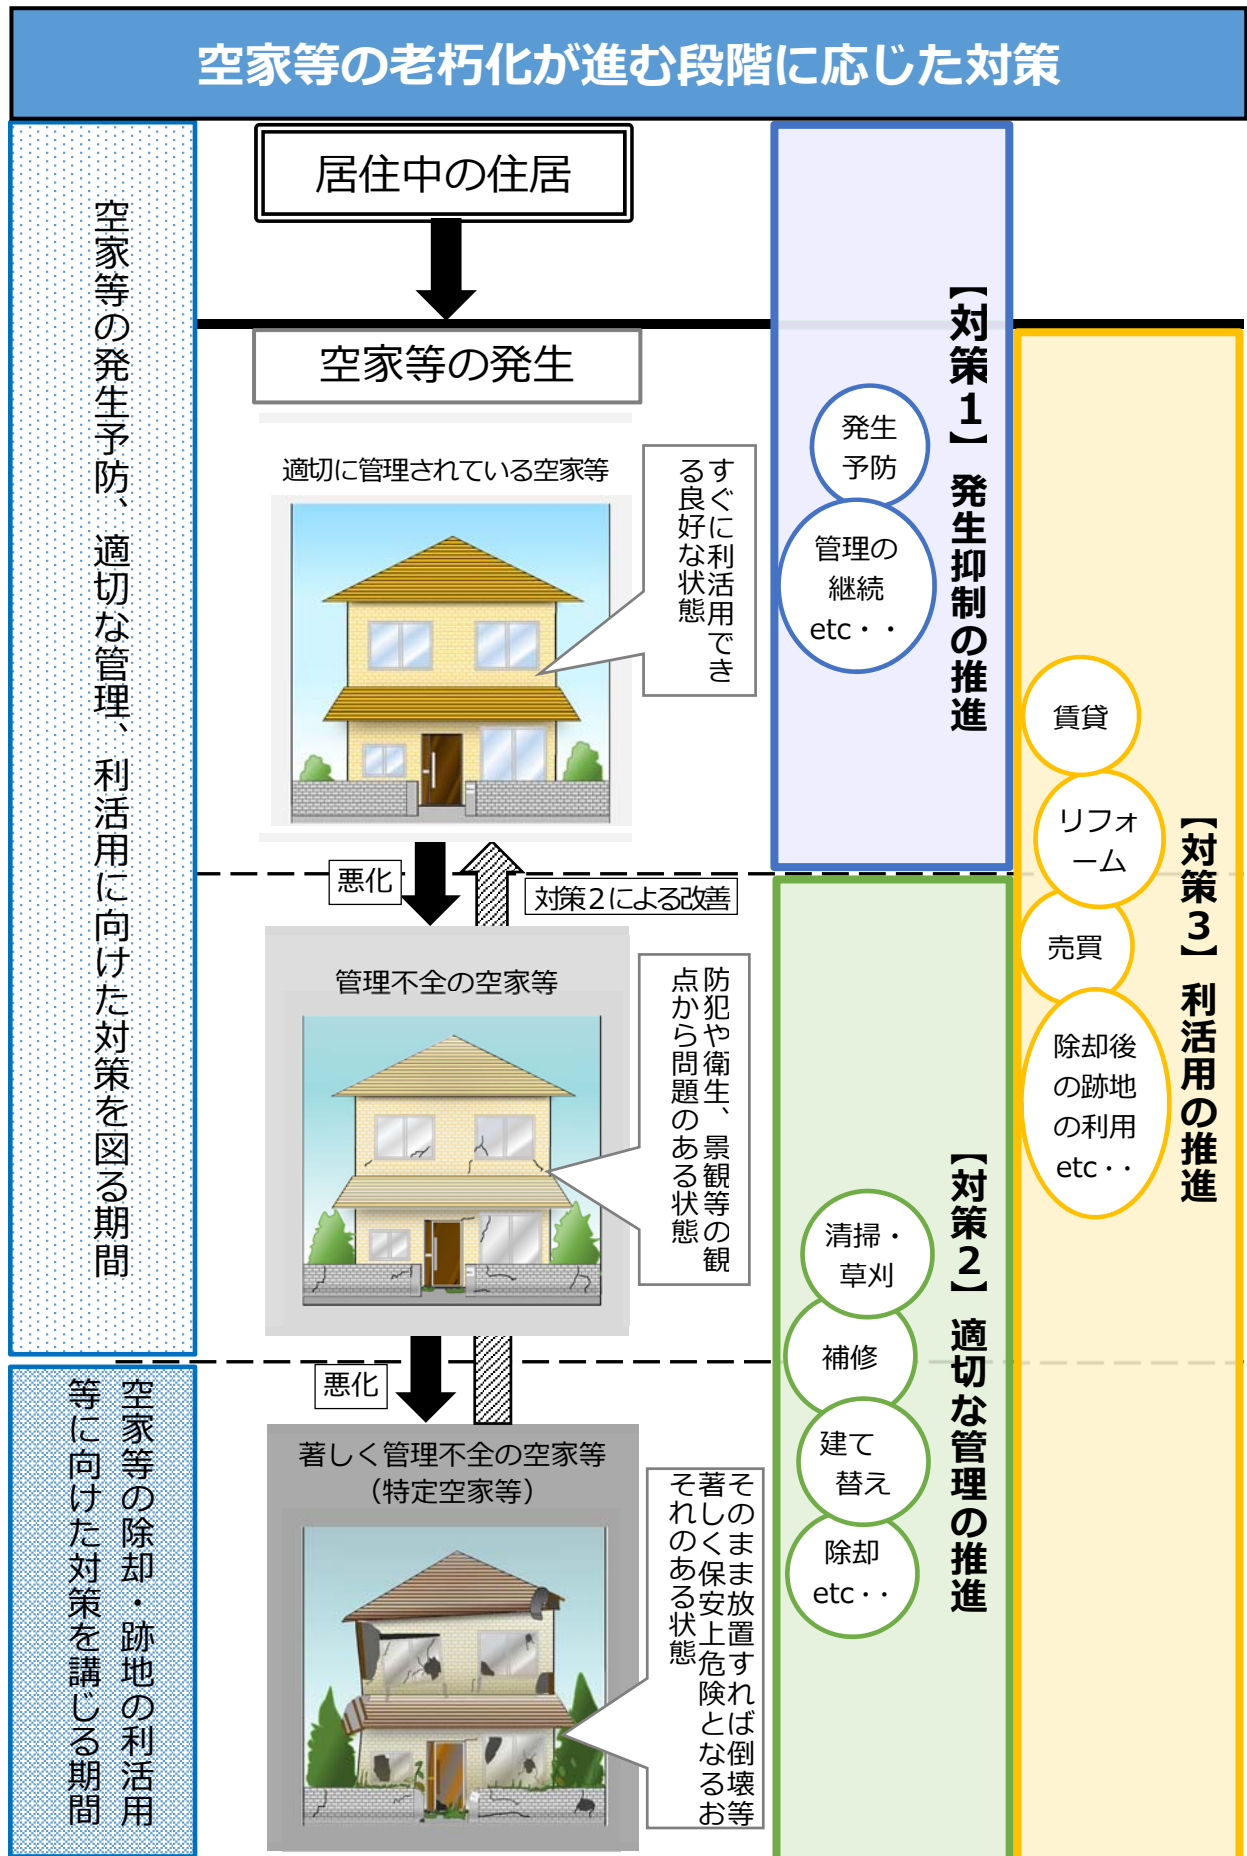 空家等の老朽化が進む段階に応じた対策
空家等の発生予防、適切な管理、利活用に向けた対策を図る期間
居住中の住居
空家等の発生
適切に管理されている空家等
すぐに利活用でき
る良好な状態
悪化
対策２による改善
管理不全の空家等
防犯や衛生、景観等の観
点から問題のある状態
悪化
空家等の除却・跡地の利活用
等に向けた対策を講じる期間
著しく管理不全の空家等
（特定空家等）
そのまま放置すれば倒壊等
著しく保安上危険となるお
それのある状態
【対策１】発生抑制の推進
発生
予防
管理の
継続
etc・・
【対策２】適切な管理の推進
清掃・
草刈
補修
建て
替え
除却
etc・・
【対策３】利活用の推進
賃貸
リフォ
ーム
売買
除却後
の跡地
の利用
etc・・